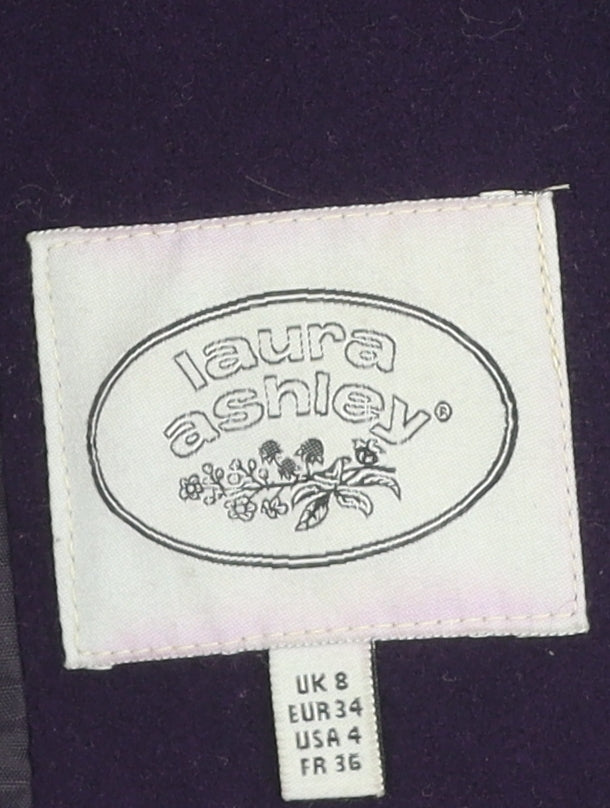 laura
ashley®
UK 8
EUR 34
USA 4
FR 36